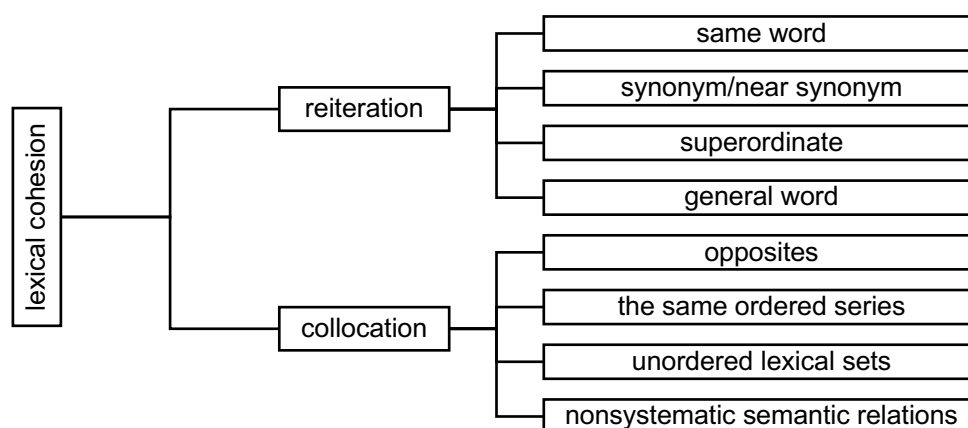 lexical cohesion
reiteration
same word
synonym/near synonym
superordinate
general word
collocation
opposites
the same ordered series
unordered lexical sets
nonsystematic semantic relations